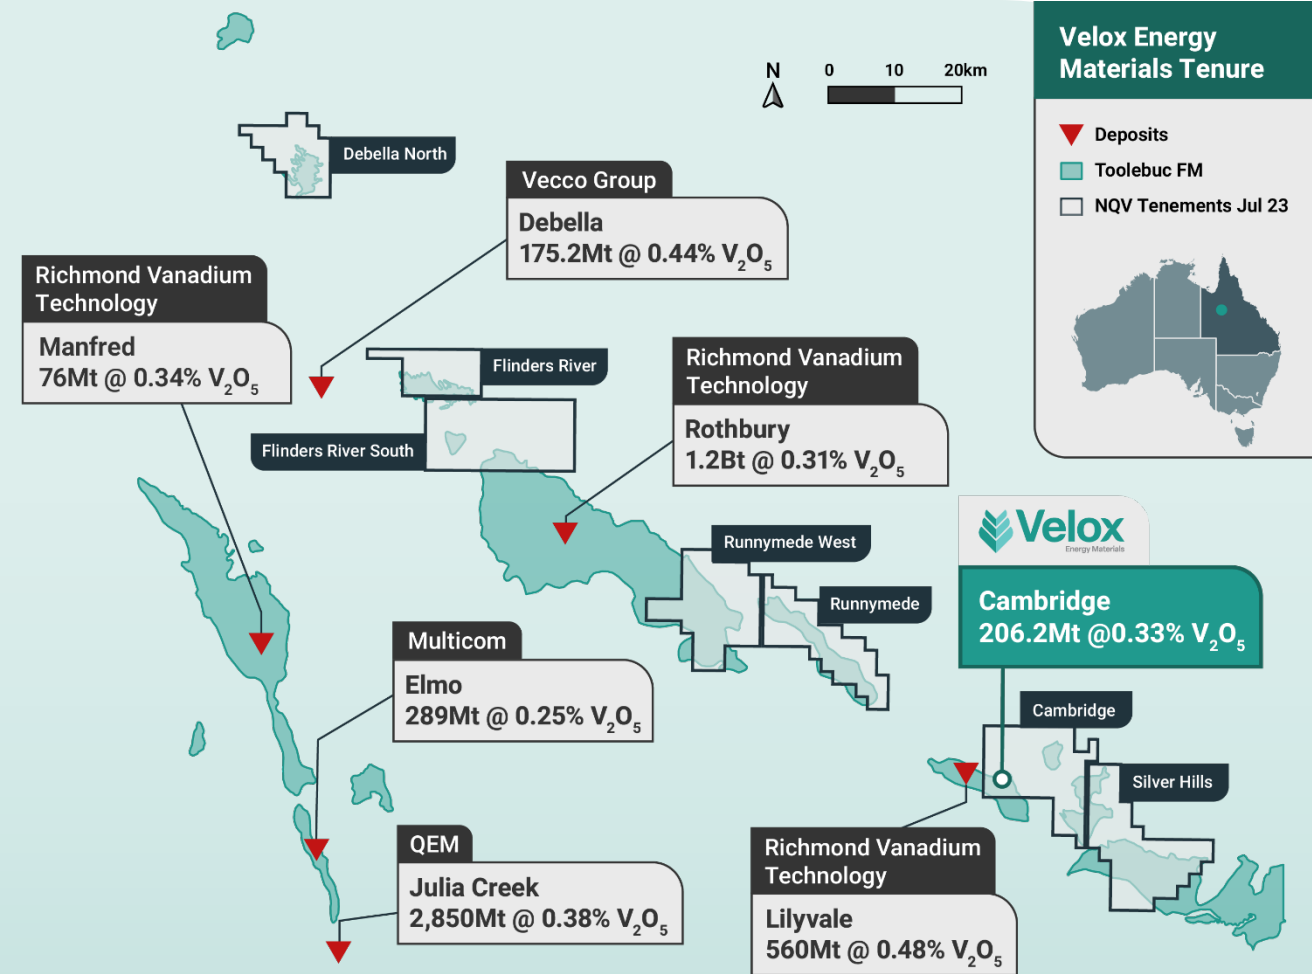 Velox Energy
Materials Tenure
N
0 10 20km
Deposits
Toolebuc FM
NQV Tenements Jul 23
Debella North
Vecco Group
Debella
175.2Mt @ 0.44% V2O5
Richmond Vanadium
Technology
Manfred
76Mt @ 0.34% V2O5
Flinders River
Flinders River South
Richmond Vanadium
Technology
Rothbury
1.2Bt @ 0.31% V2O5
Velox
Energy Materials
Cambridge
206.2Mt @0.33% V2O5
Runnymede West
Runnymede
Multicom
Elmo
289Mt @ 0.25% V2O5
Cambridge
Silver Hills
QEM
Julia Creek
2,850Mt @ 0.38% V2O5
Richmond Vanadium
Technology
Lilyvale
560Mt @ 0.48% V2O5